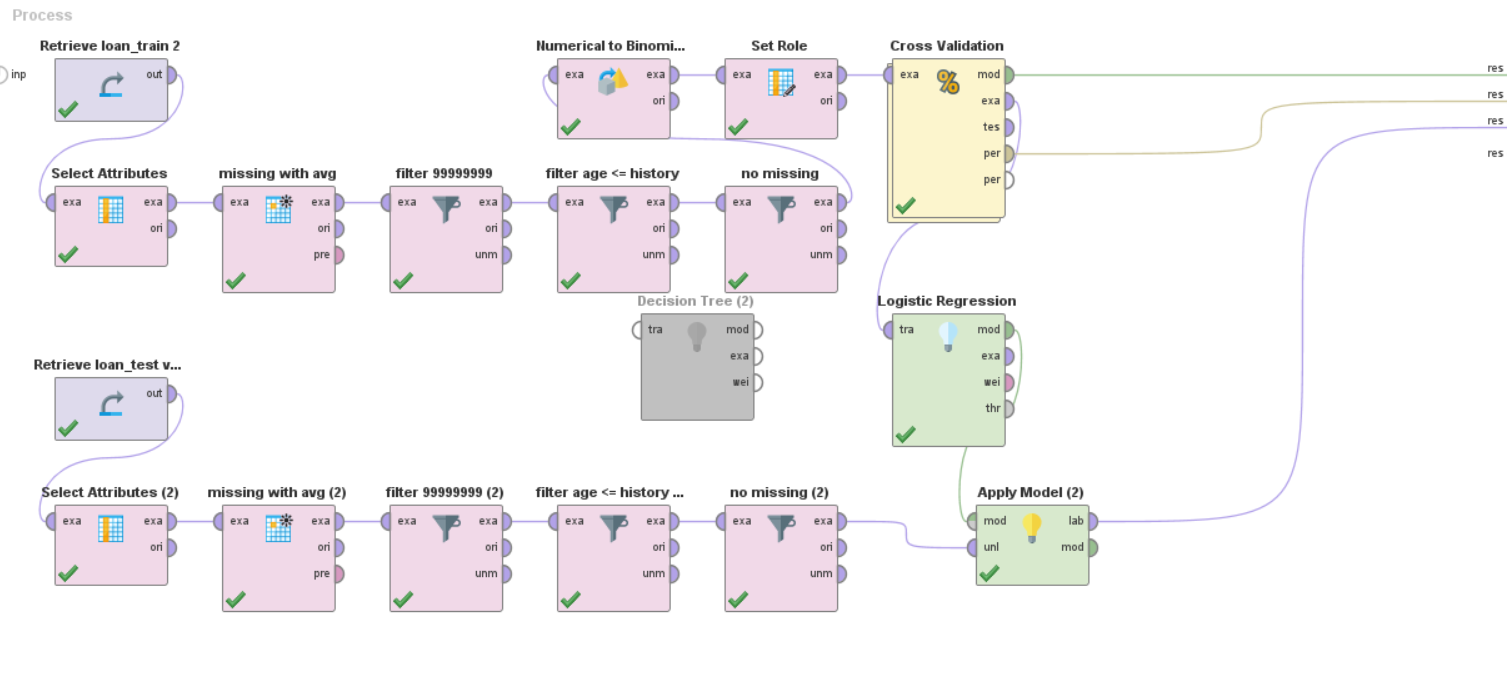 Process
inp
Retrieve loan_train 2
out
Numerical to Binomi...
exa
exa
ori
Set Role
exa
exa
ori
Cross Validation
exa
mod
exa
tes
per
per
res
res
res
res
Select Attributes
exa
exa
ori
missing with avg
exa
exa
ori
pre
filter 99999999
exa
exa
ori
unm
filter age <= history
exa
exa
ori
unm
no missing
exa
exa
ori
unm
Decision Tree (2)
tra
mod
exa
wei
Logistic Regression
tra
mod
exa
wei
thr
Retrieve loan_test v...
out
Select Attributes (2)
exa
exa
ori
missing with avg (2)
exa
exa
ori
pre
filter 99999999 (2)
exa
exa
ori
unm
filter age <= history ...
exa
exa
ori
unm
no missing (2)
exa
exa
ori
unm
Apply Model (2)
mod
lab
unl
mod